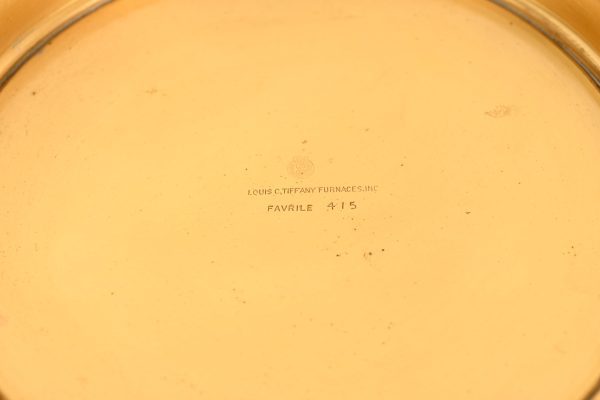 LOUIS C. TIFFANY FURNACES, INC
FAVRILE 415